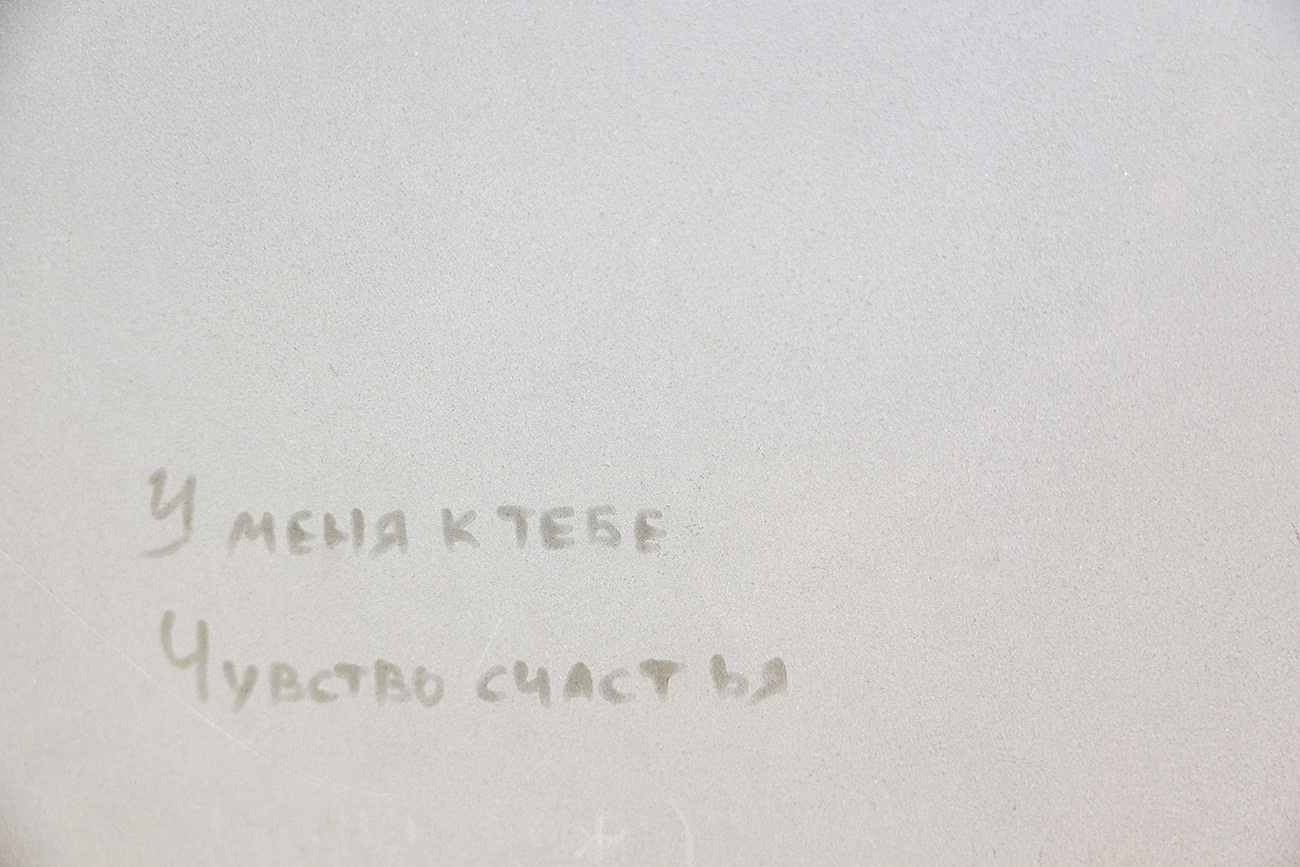 У меня к тебе
Чувство счастья